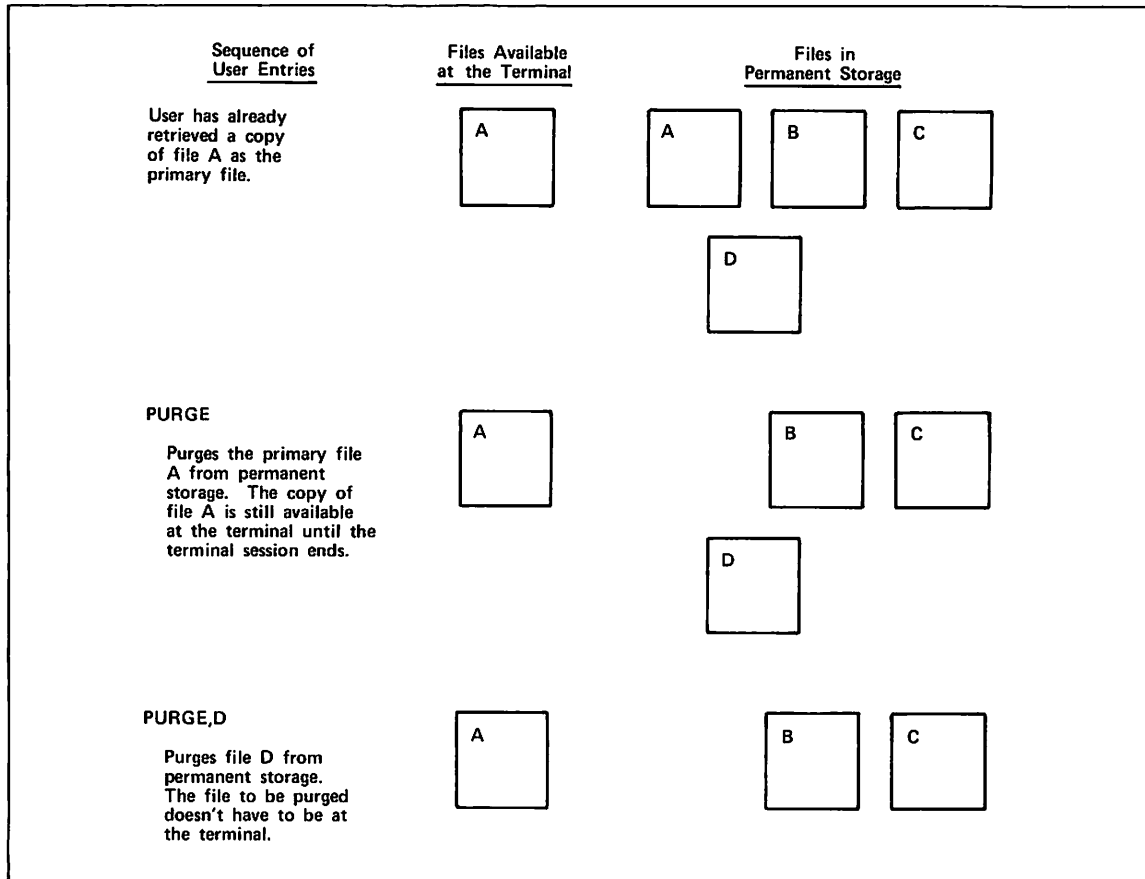 Sequence of
User Entries
Files Available
at the Terminal
Files in
Permanent Storage
User has already
retrieved a copy
of file A as the
primary file.
A
A
B
C
D
PURGE
Purges the primary file
A from permanent
storage. The copy of
file A is still available
at the terminal until the
terminal session ends.
A
B
C
D
PURGE,D
Purges file D from
permanent storage.
The file to be purged
doesn't have to be at
the terminal.
A
B
C